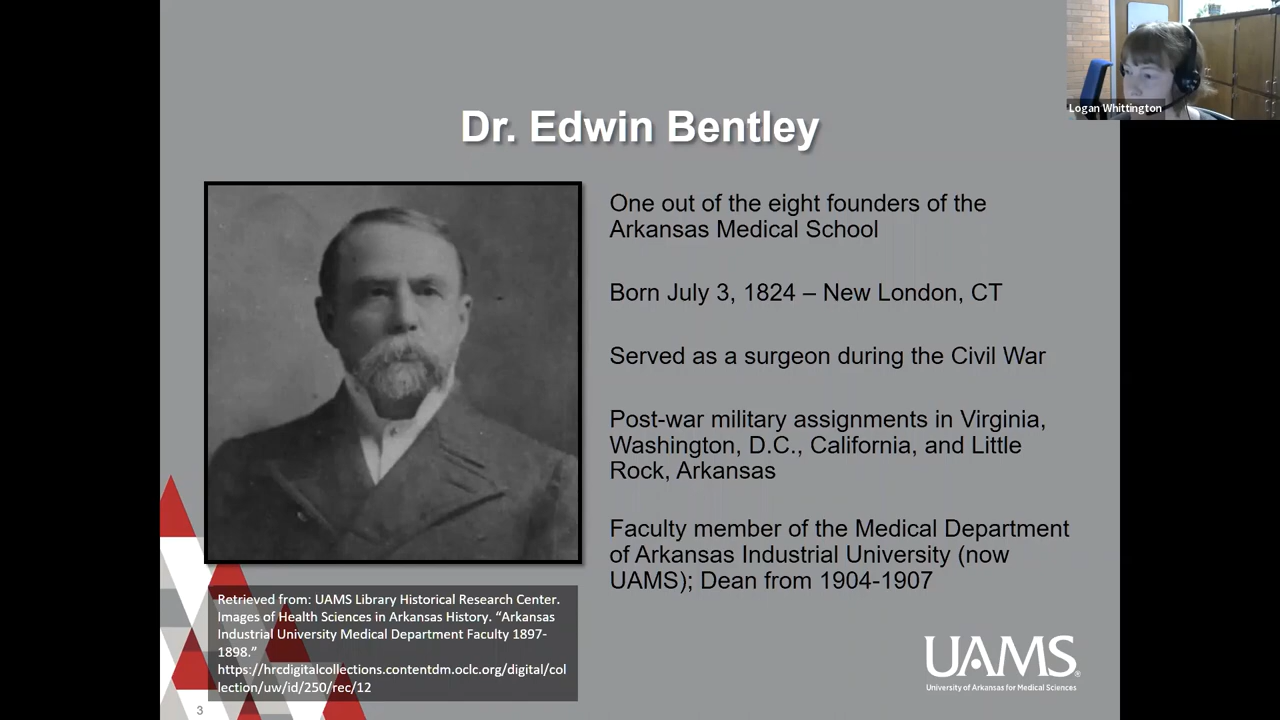 Logan Whittington
Dr. Edwin Bentley
One out of the eight founders of the
Arkansas Medical School
Born July 3, 1824 – New London, CT
Served as a surgeon during the Civil War
Post-war military assignments in Virginia,
Washington, D.C., California, and Little
Rock, Arkansas
Faculty member of the Medical Department
of Arkansas Industrial University (now
UAMS); Dean from 1904-1907
Retrieved from: UAMS Library Historical Research Center.
Images of Health Sciences in Arkansas History. “Arkansas
Industrial University Medical Department Faculty 1897-
1898.”
https://hrcdigitalcollections.contentdm.oclc.org/digital/col
lection/uw/id/250/rec/12
UAMS®
University of Arkansas for Medical Sciences
3